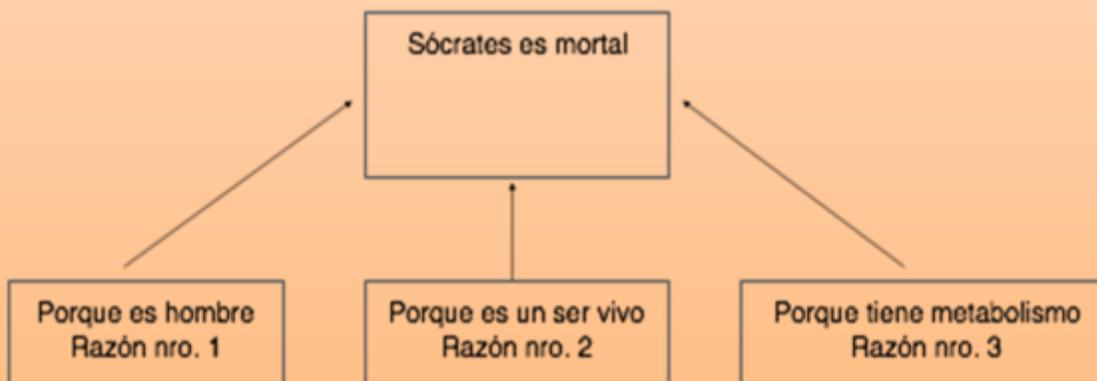 Sócrates es mortal
Porque es hombre
Razón nro. 1
Porque es un ser vivo
Razón nro. 2
Porque tiene metabolismo
Razón nro. 3